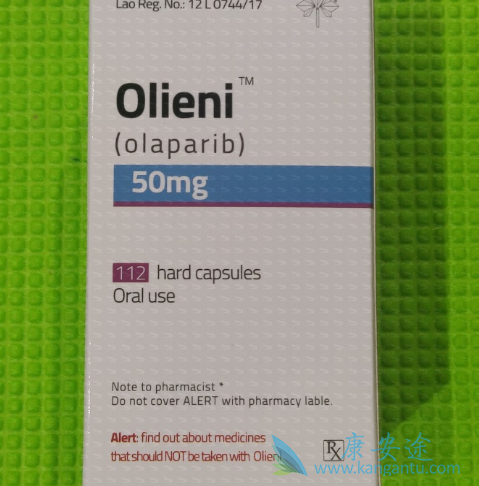 Lao Reg. No.: 12 L 0744/17
Olieni™
(olaparib)
50mg
112 hard capsules
Oral use
Note to pharmacist *
Do not cover ALERT with pharmacy lable.
Alert: find out about medicines
that should NOT be taken with Olieni
Rx
康安途
www.kangantu.com